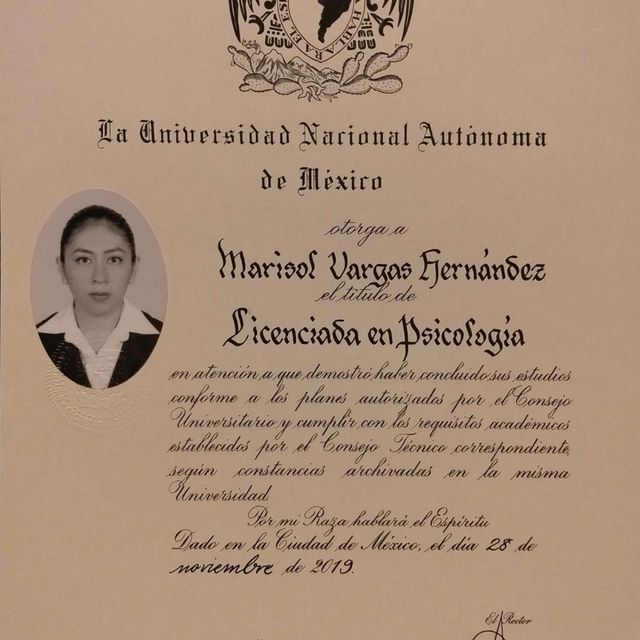 HABLARA EL ES
La Universidad Nacional Autónoma
de México
otorga a
Marisol Vargas Hernández
el título de
Licenciada en Psicología
en atención a que demostró haber concluido sus estudios
conforme a los planes autorizados por el Consejo
Universitario y cumplir con los requisitos académicos
establecidos por el Consejo Técnico correspondiente,
según constancias archivadas en la misma
Universidad.
Por mi Raza hablará el Espíritu
Dado en la Ciudad de México, el día 28 de
noviembre de 2019.
El Rector